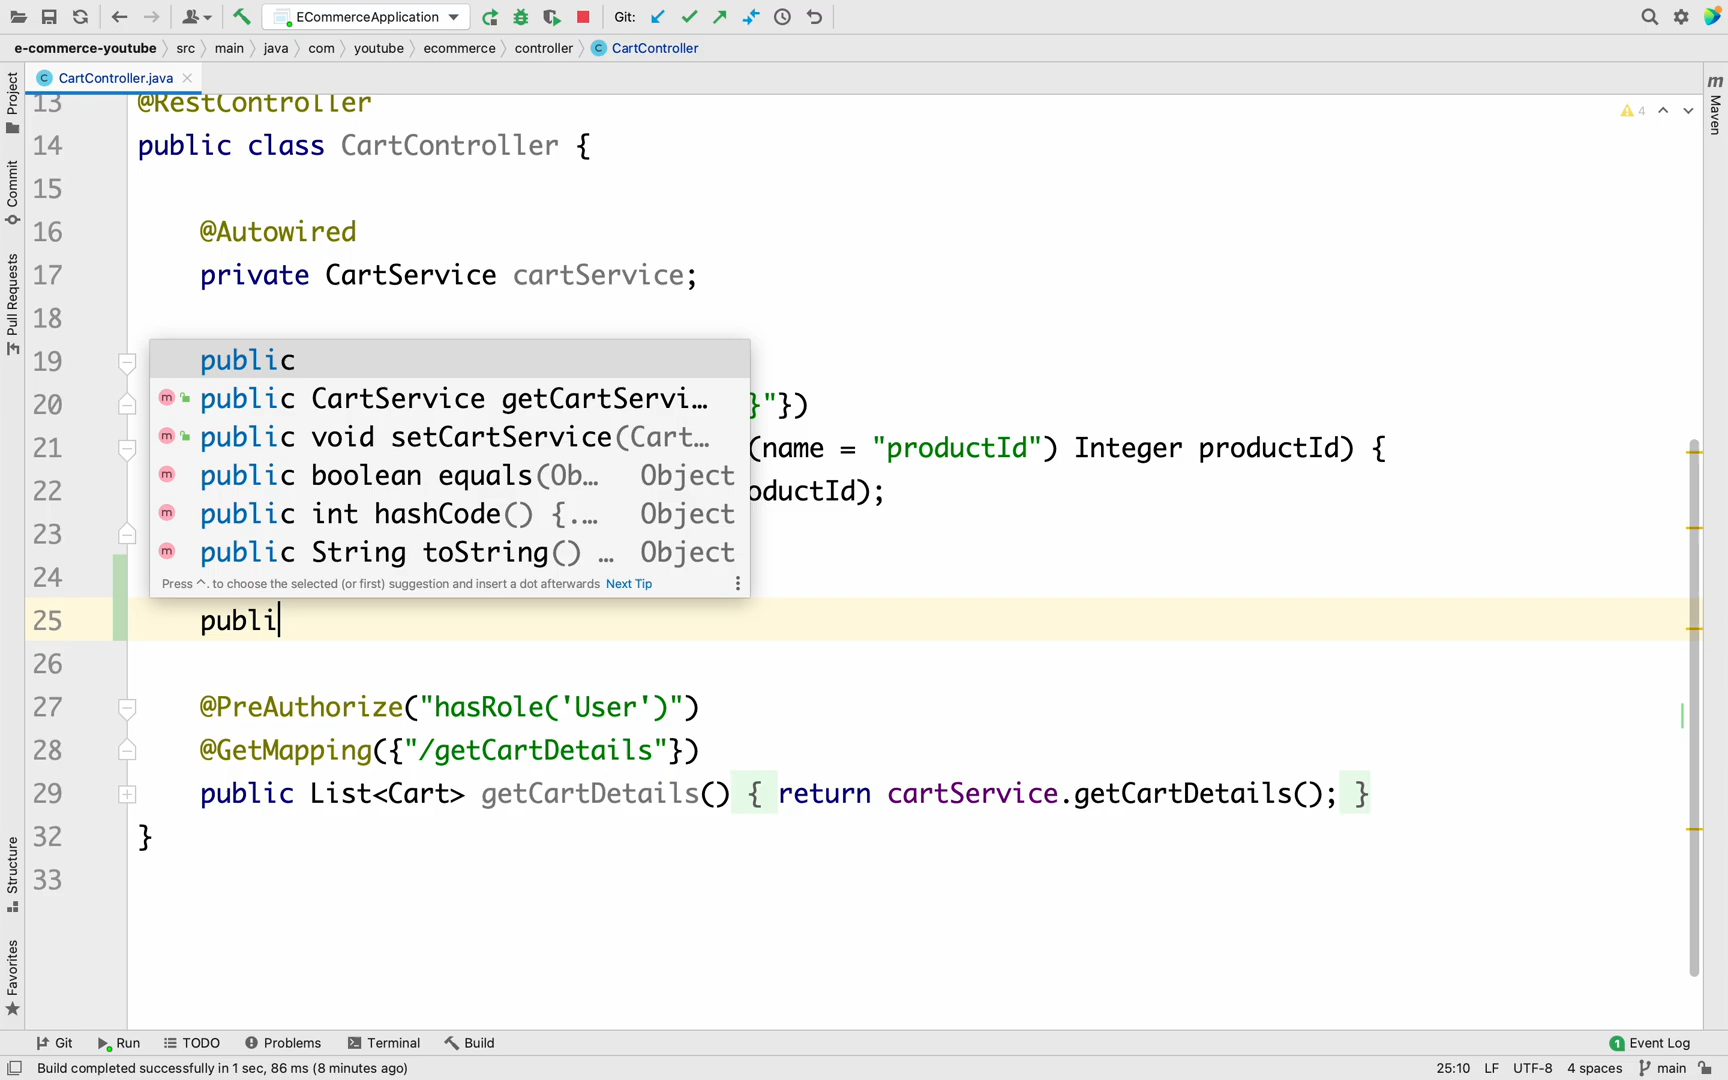 ECommerceApplication Git:
e-commerce-youtube src main java com youtube ecommerce controller C CartController
C CartController.java
Project
Commit
Pull Requests
Structure
Favorites
m Maven
4
13 @RestController
14 public class CartController {
15
16 @Autowired
17 private CartService cartService;
18
19
20 }"})
21 (name = "productId") Integer productId) {
22 oductId);
23
24
public
m public CartService getCartServi…
m public void setCartService(Cart…
m public boolean equals(Ob… Object
m public int hashCode() {.… Object
m public String toString() … Object
Press ^. to choose the selected (or first) suggestion and insert a dot afterwards Next Tip
25 publi
26
27 @PreAuthorize("hasRole('User')")
28 @GetMapping({"/getCartDetails"})
29 public List<Cart> getCartDetails() { return cartService.getCartDetails(); }
32 }
33
Git Run TODO Problems Terminal Build 1 Event Log
Build completed successfully in 1 sec, 86 ms (8 minutes ago) 25:10 LF UTF-8 4 spaces main